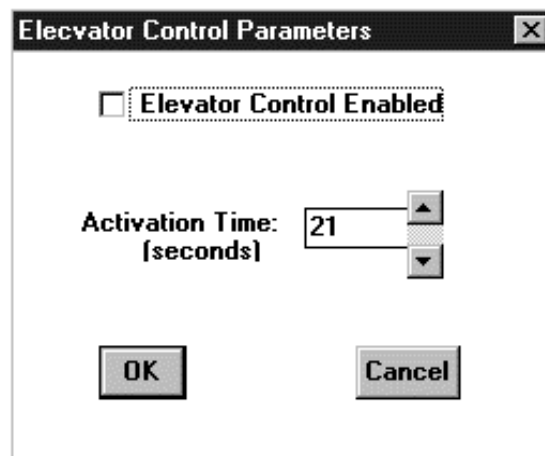 Elecvator Control Parameters
Elevator Control Enabled
Activation Time: 21
(seconds)
OK Cancel